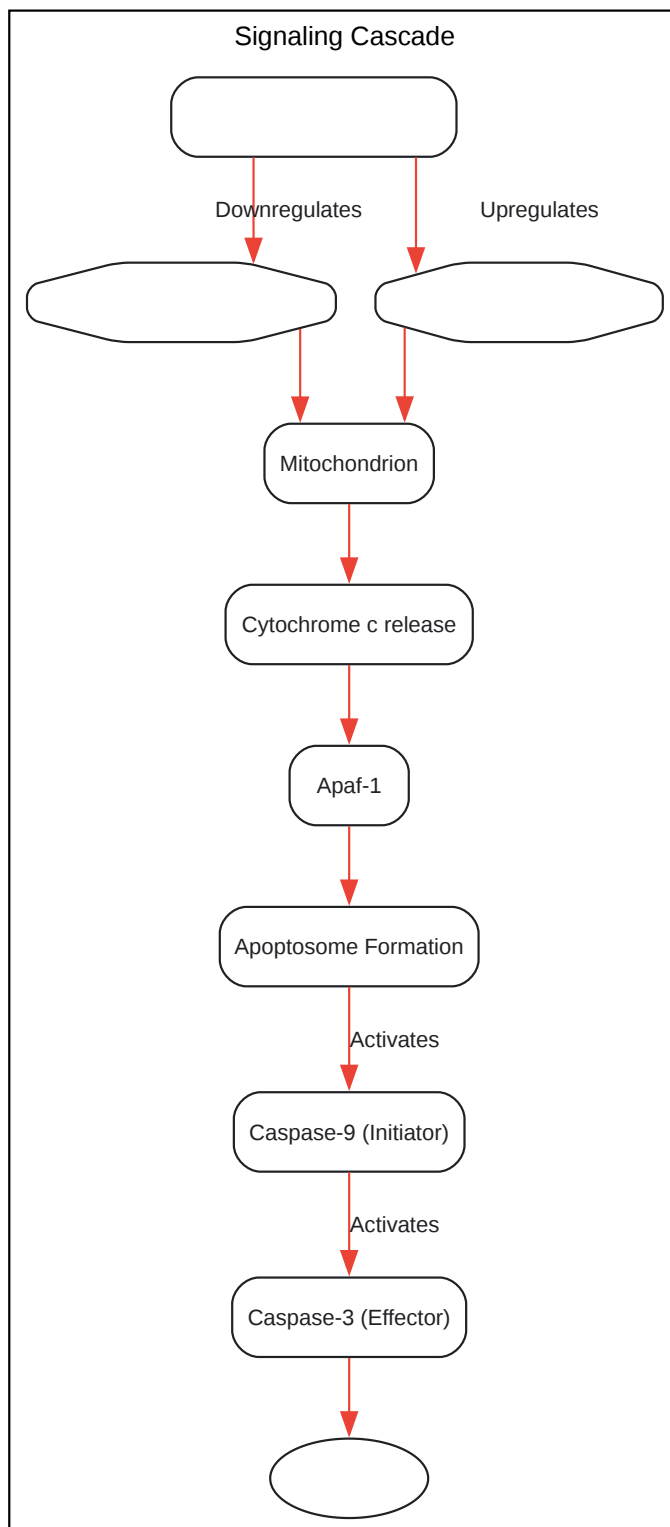 Signaling Cascade
Downregulates
Upregulates
Mitochondrion
Cytochrome c release
Apaf-1
Apoptosome Formation
Activates
Caspase-9 (Initiator)
Activates
Caspase-3 (Effector)